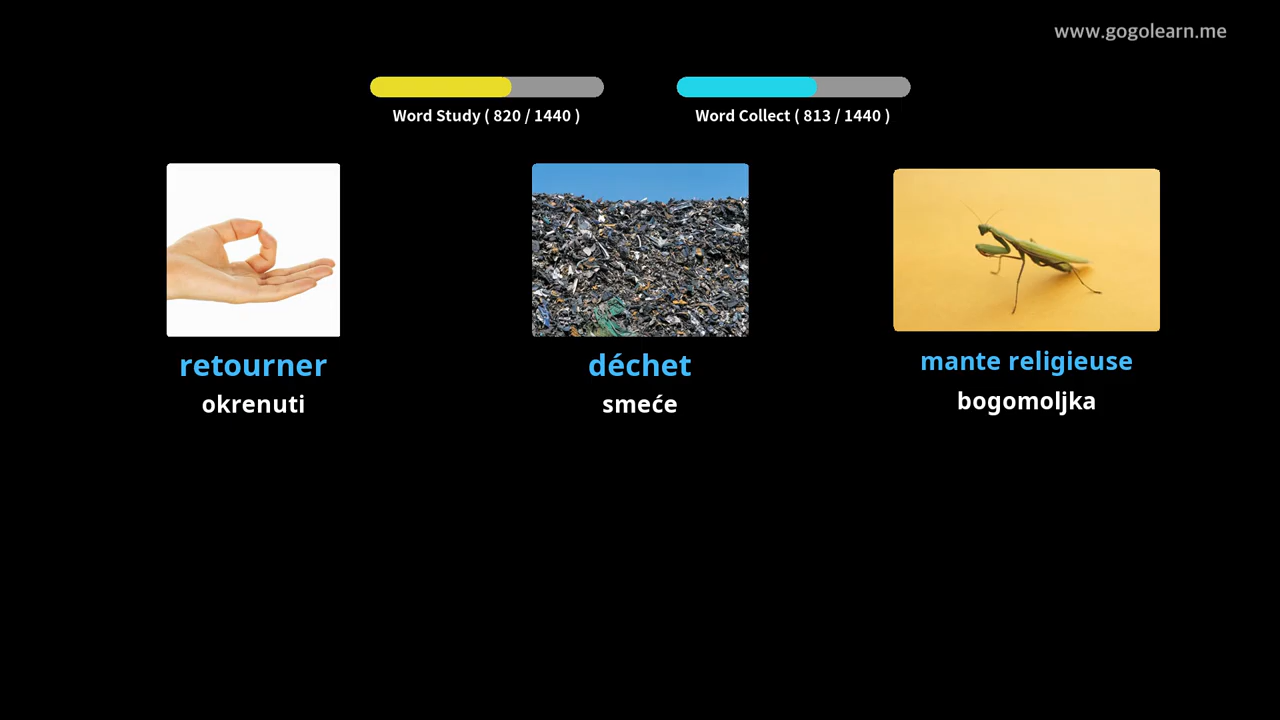 www.gogolearn.me
Word Study ( 820 / 1440 )
Word Collect ( 813 / 1440 )
retourner
okrenuti
déchet
smeće
mante religieuse
bogomoljka